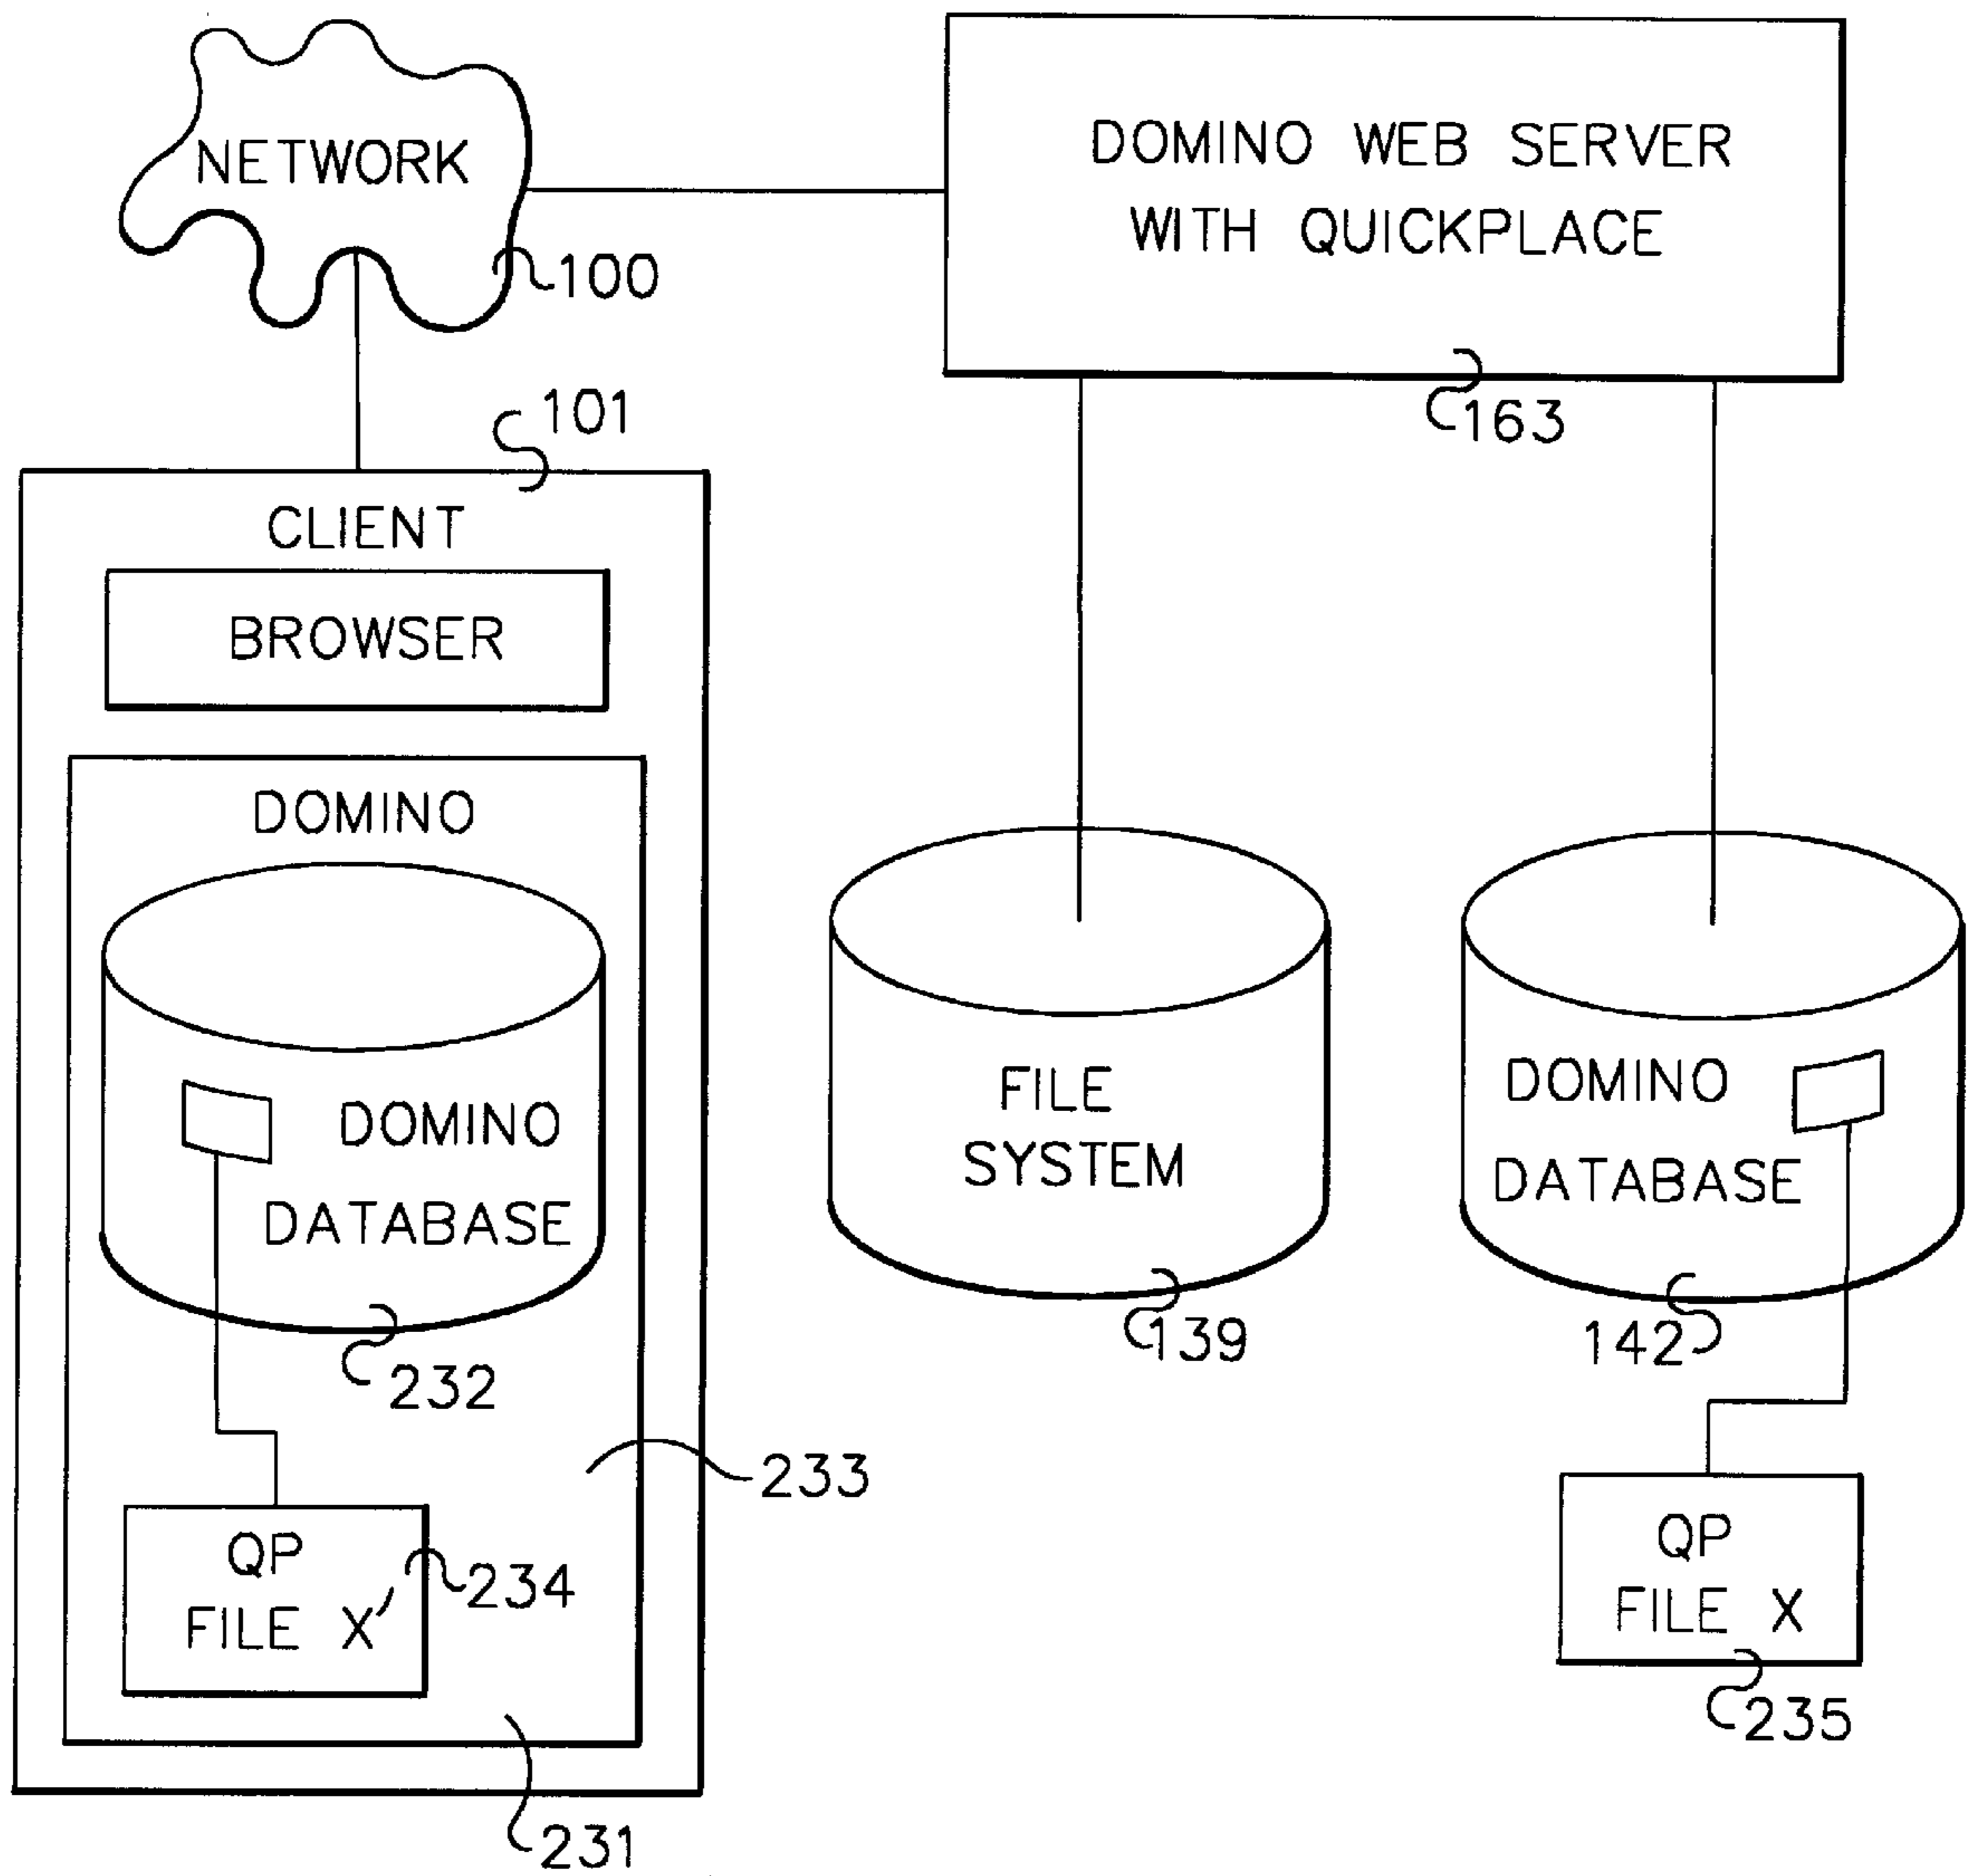 NETWORK
100
DOMINO WEB SERVER
WITH QUICKPLACE
163
101
CLIENT
BROWSER
DOMINO
DOMINO
DATABASE
232
233
QP
FILE X'
234
231
FILE
SYSTEM
139
DOMINO
DATABASE
142
QP
FILE X
235